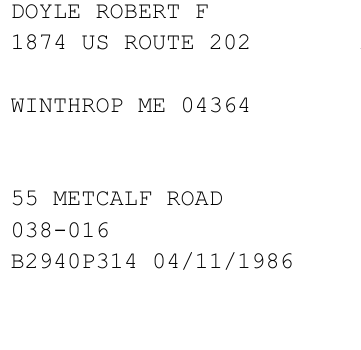 DOYLE ROBERT F
1874 US ROUTE 202
WINTHROP ME 04364
55 METCALF ROAD
038-016
B2940P314 04/11/1986